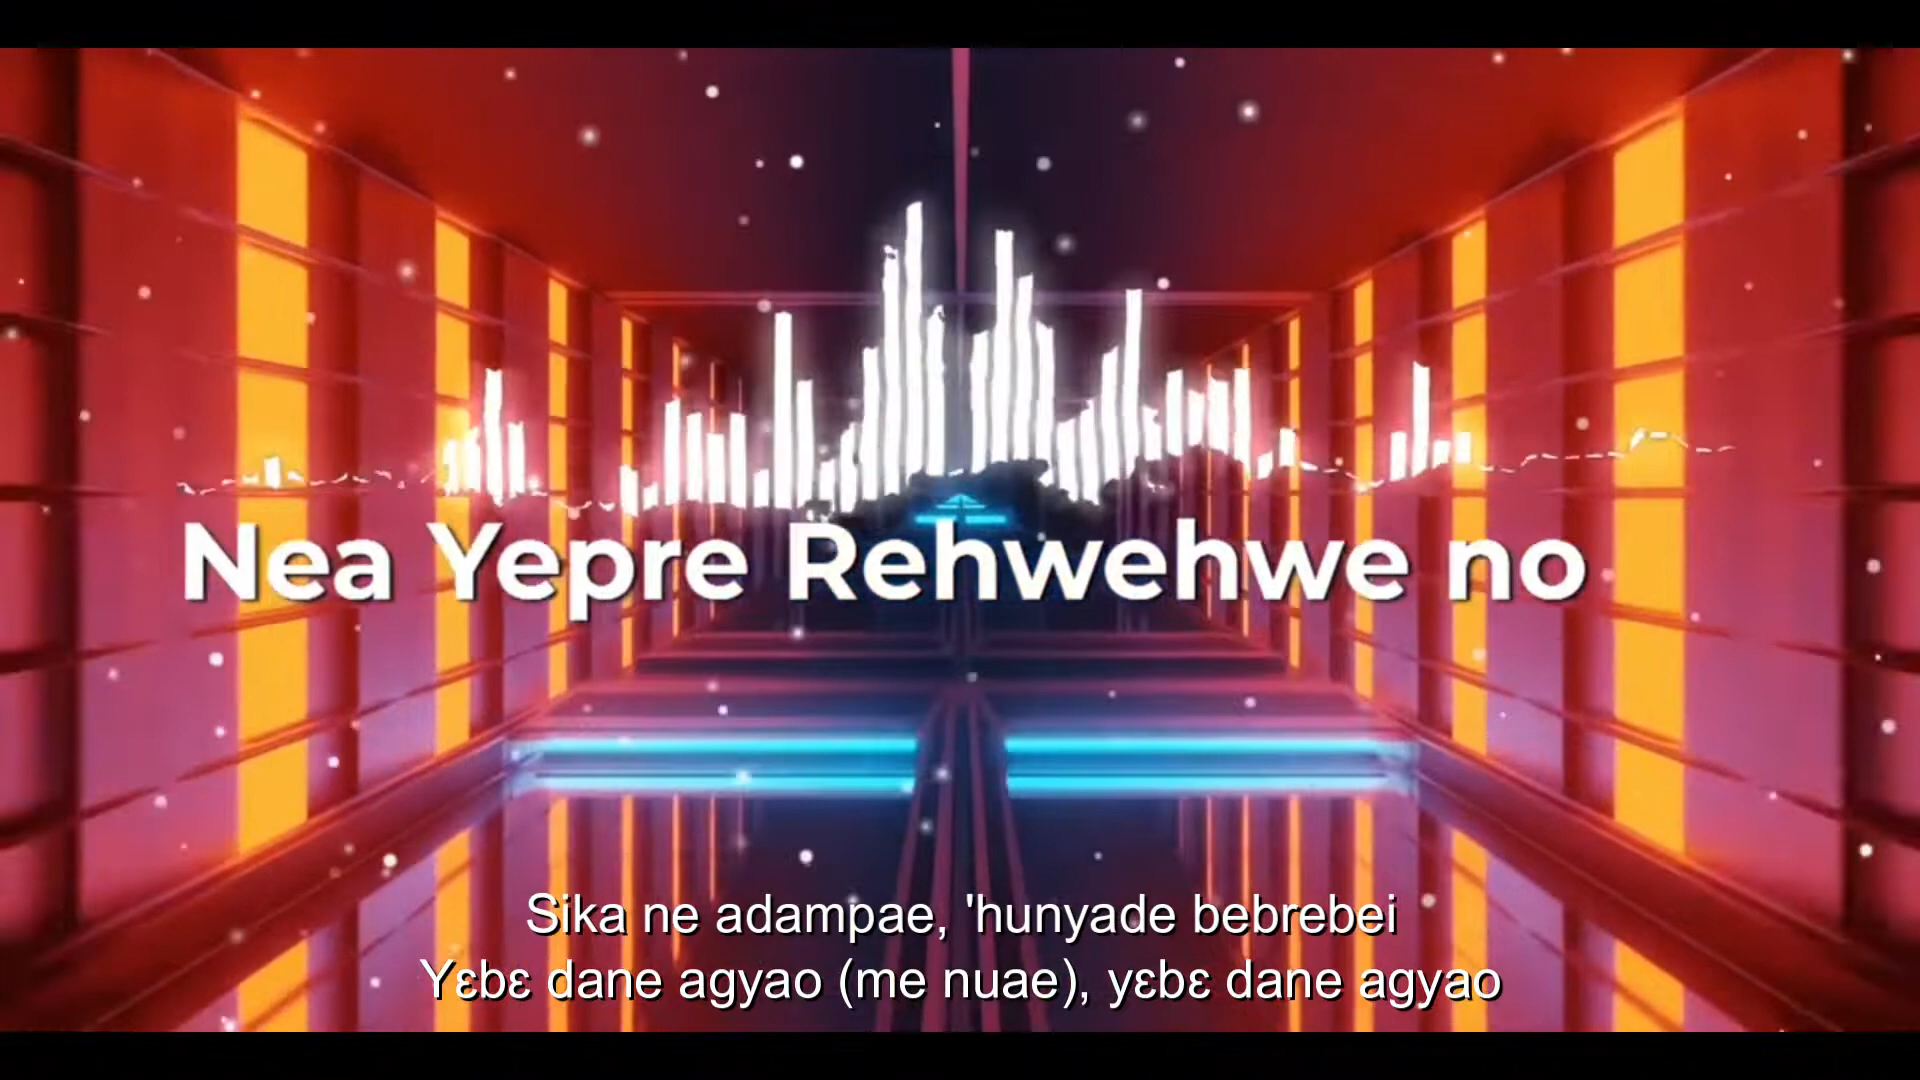 Nea Yepre Rehwehwe no
Sika ne adampae, 'hunyade bebrebei
Yɛbɛ dane agyao (me nuae), yɛbɛ dane agyao